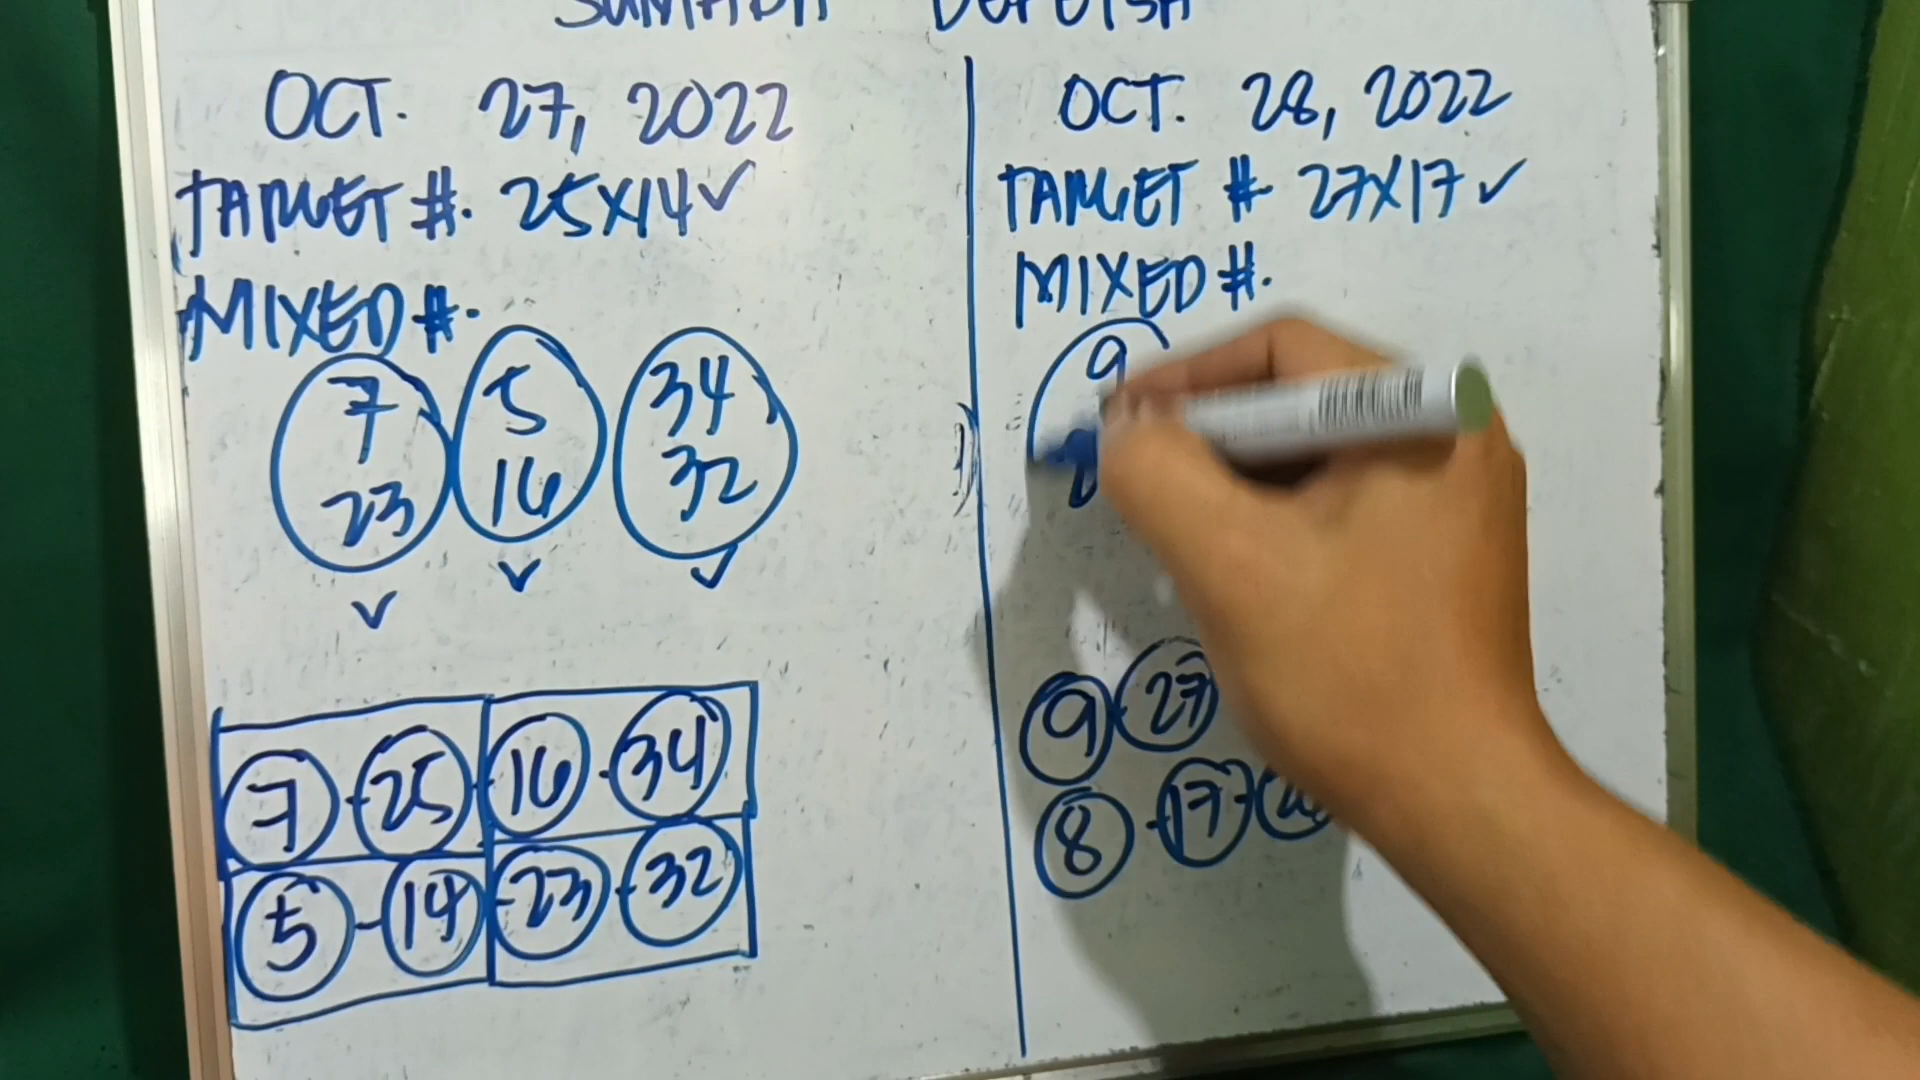 OCT. 27, 2022
TARGET #. 25X14 ✓
MIXED #.
7 5 34
23 16 32
7 - 25 - 16 - 34
5 - 14 - 23 - 32
OCT. 28, 2022
TARGET # 27X17 ✓
MIXED #.
9
8
9 27
8 - 17 -